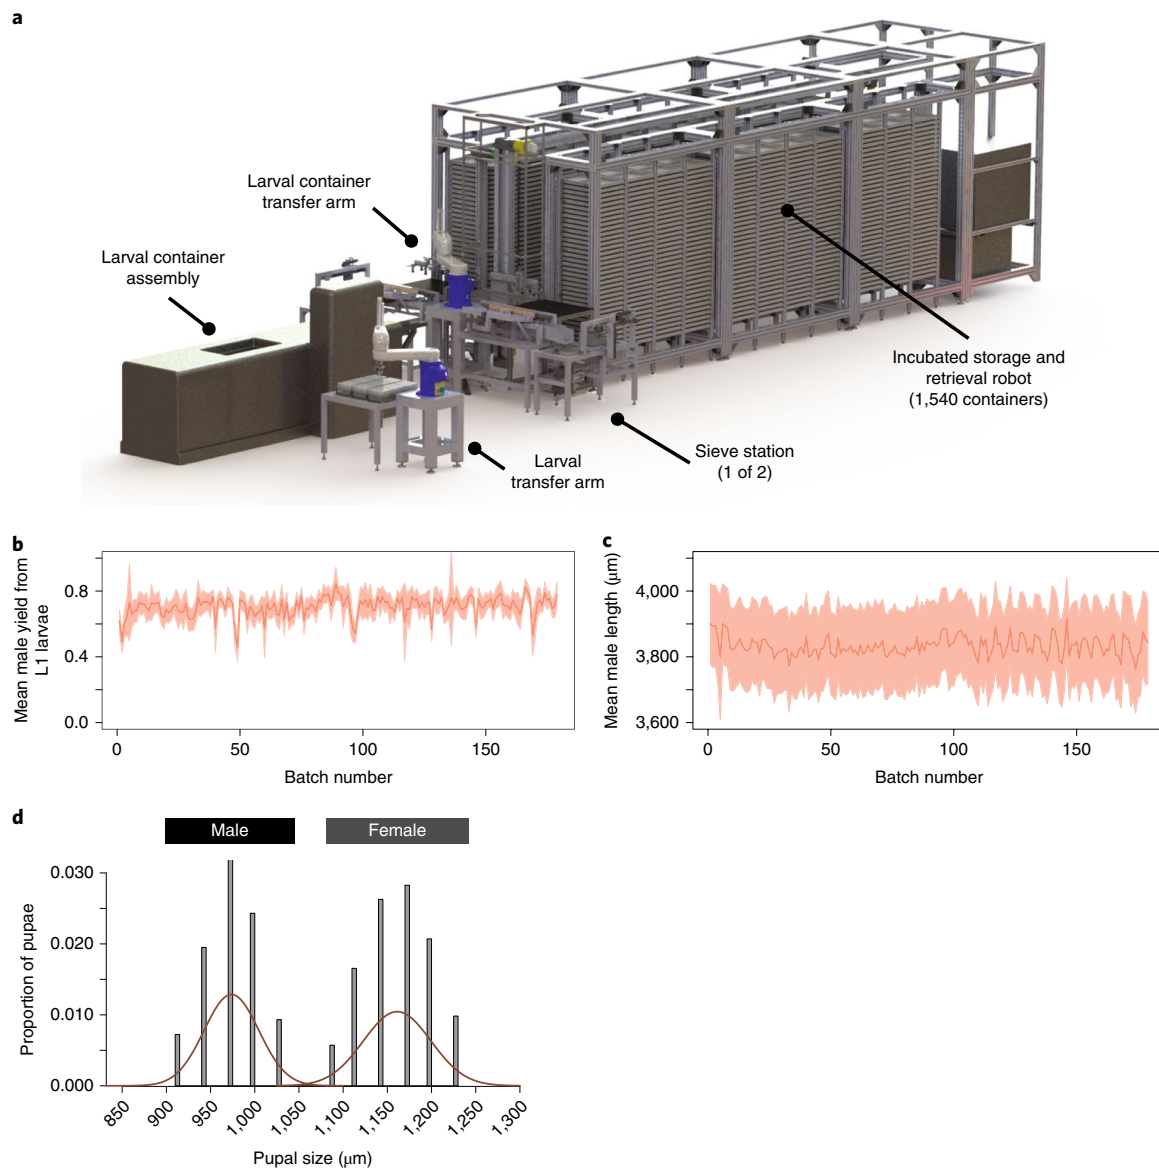 a
Larval container
transfer arm
Larval container
assembly
Incubated storage and
retrieval robot
(1,540 containers)
Sieve station
(1 of 2)
Larval
transfer arm
b
Mean male yield from
L1 larvae
0.8
0.4
0.0
0
50
100
150
Batch number
c
Mean male length (µm)
4,000
3,800
3,600
0
50
100
150
Batch number
d
Male
Female
Proportion of pupae
0.030
0.020
0.010
0.000
850
900
950
1,000
1,050
1,100
1,150
1,200
1,250
1,300
Pupal size (µm)